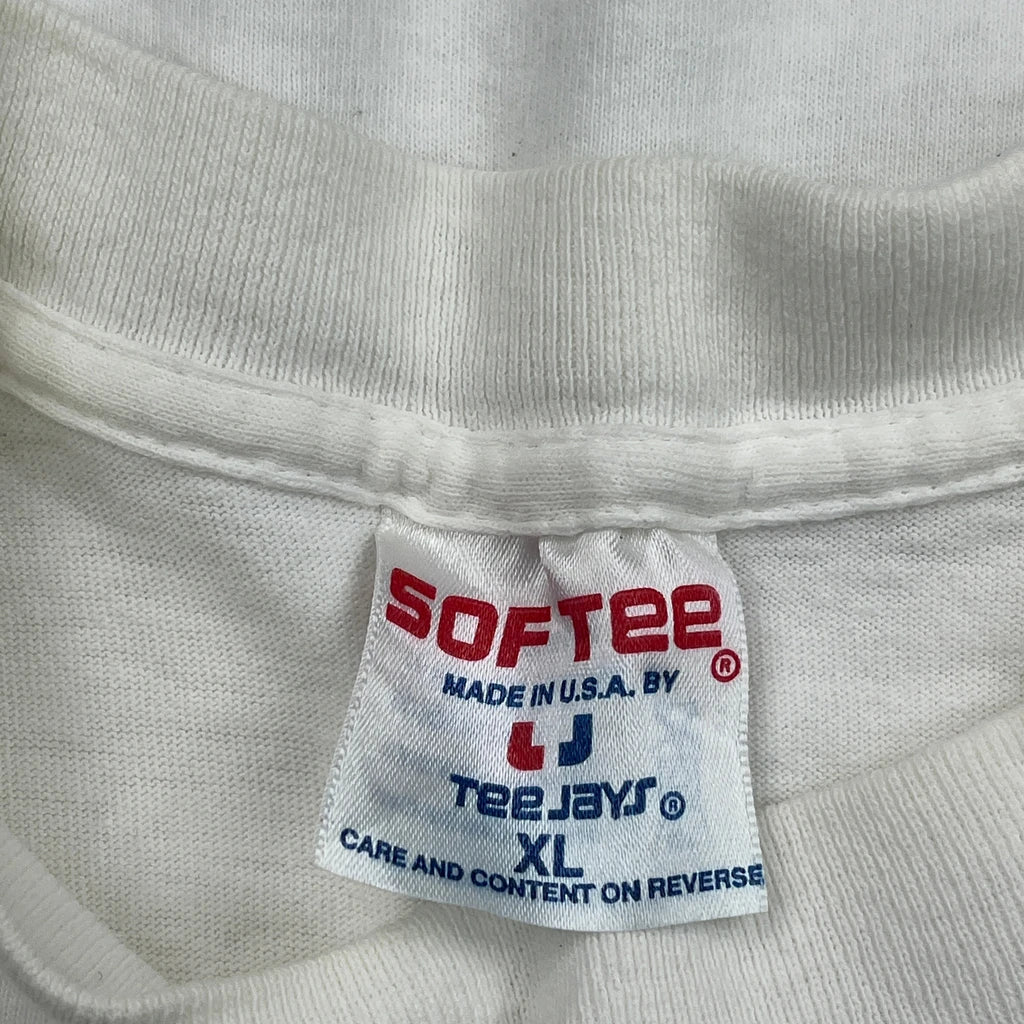 SOFTEE®
MADE IN U.S.A. BY
TEEJAYS®
XL
CARE AND CONTENT ON REVERSE